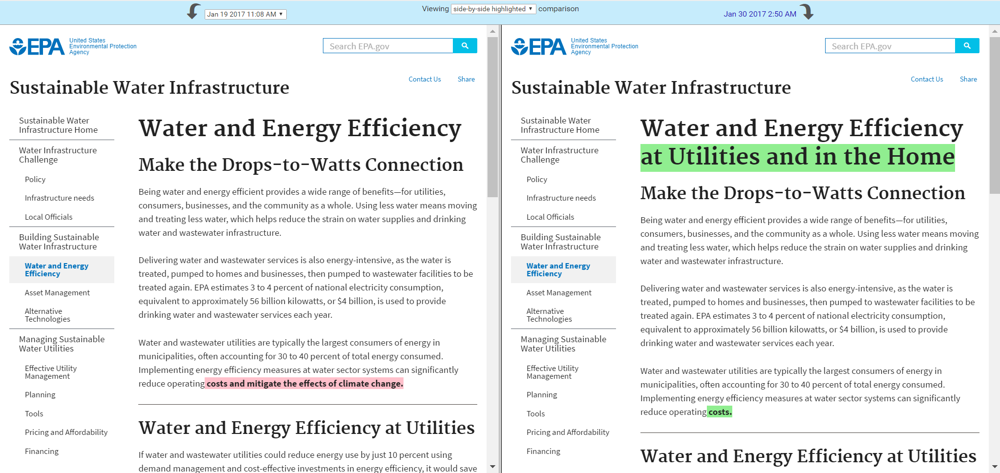 Jan 19 2017 11:08 AM
Viewing side-by-side highlighted comparison
Jan 30 2017 2:50 AM
EPA
United States
Environmental Protection
Agency
Search EPA.gov
Contact Us
Share
Sustainable Water Infrastructure
Sustainable Water
Infrastructure Home
Water Infrastructure
Challenge
Policy
Infrastructure needs
Local Officials
Building Sustainable
Water Infrastructure
Water and Energy
Efficiency
Asset Management
Alternative
Technologies
Managing Sustainable
Water Utilities
Effective Utility
Management
Planning
Tools
Pricing and Affordability
Financing
Water and Energy Efficiency
Make the Drops-to-Watts Connection
Being water and energy efficient provides a wide range of benefits—for utilities,
consumers, businesses, and the community as a whole. Using less water means moving
and treating less water, which helps reduce the strain on water supplies and drinking
water and wastewater infrastructure.
Delivering water and wastewater services is also energy-intensive, as the water is
treated, pumped to homes and businesses, then pumped to wastewater facilities to be
treated again. EPA estimates 3 to 4 percent of national electricity consumption,
equivalent to approximately 56 billion kilowatts, or $4 billion, is used to provide
drinking water and wastewater services each year.
Water and wastewater utilities are typically the largest consumers of energy in
municipalities, often accounting for 30 to 40 percent of total energy consumed.
Implementing energy efficiency measures at water sector systems can significantly
reduce operating costs and mitigate the effects of climate change.
Water and Energy Efficiency at Utilities
If water and wastewater utilities could reduce energy use by just 10 percent using
demand management and cost-effective investments in energy efficiency, it would save
EPA
United States
Environmental Protection
Agency
Search EPA.gov
Contact Us
Share
Sustainable Water Infrastructure
Sustainable Water
Infrastructure Home
Water Infrastructure
Challenge
Policy
Infrastructure needs
Local Officials
Building Sustainable
Water Infrastructure
Water and Energy
Efficiency
Asset Management
Alternative
Technologies
Managing Sustainable
Water Utilities
Effective Utility
Management
Planning
Tools
Pricing and Affordability
Financing
Water and Energy Efficiency
at Utilities and in the Home
Make the Drops-to-Watts Connection
Being water and energy efficient provides a wide range of benefits—for utilities,
consumers, businesses, and the community as a whole. Using less water means moving
and treating less water, which helps reduce the strain on water supplies and drinking
water and wastewater infrastructure.
Delivering water and wastewater services is also energy-intensive, as the water is
treated, pumped to homes and businesses, then pumped to wastewater facilities to be
treated again. EPA estimates 3 to 4 percent of national electricity consumption,
equivalent to approximately 56 billion kilowatts, or $4 billion, is used to provide
drinking water and wastewater services each year.
Water and wastewater utilities are typically the largest consumers of energy in
municipalities, often accounting for 30 to 40 percent of total energy consumed.
Implementing energy efficiency measures at water sector systems can significantly
reduce operating costs.
Water and Energy Efficiency at Utilities